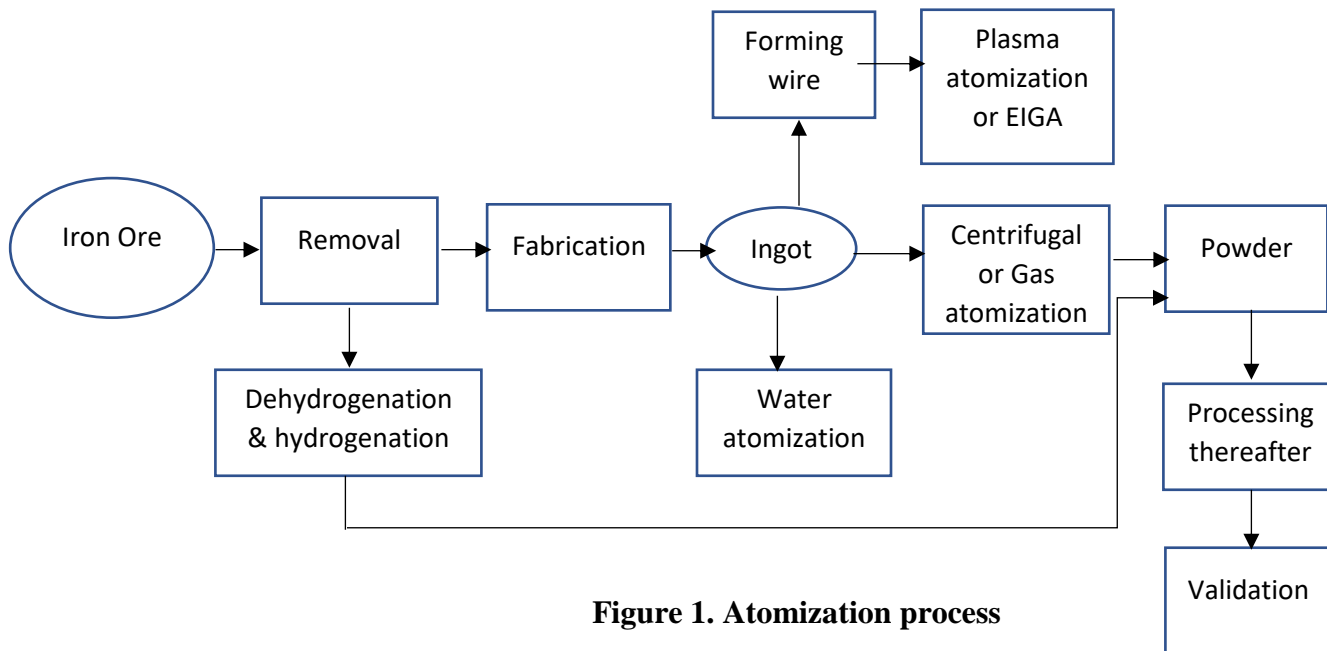 Forming
wire
Plasma
atomization
or EIGA
Iron Ore
Removal
Fabrication
Ingot
Centrifugal
or Gas
atomization
Powder
Dehydrogenation
& hydrogenation
Water
atomization
Processing
thereafter
Validation
Figure 1. Atomization process